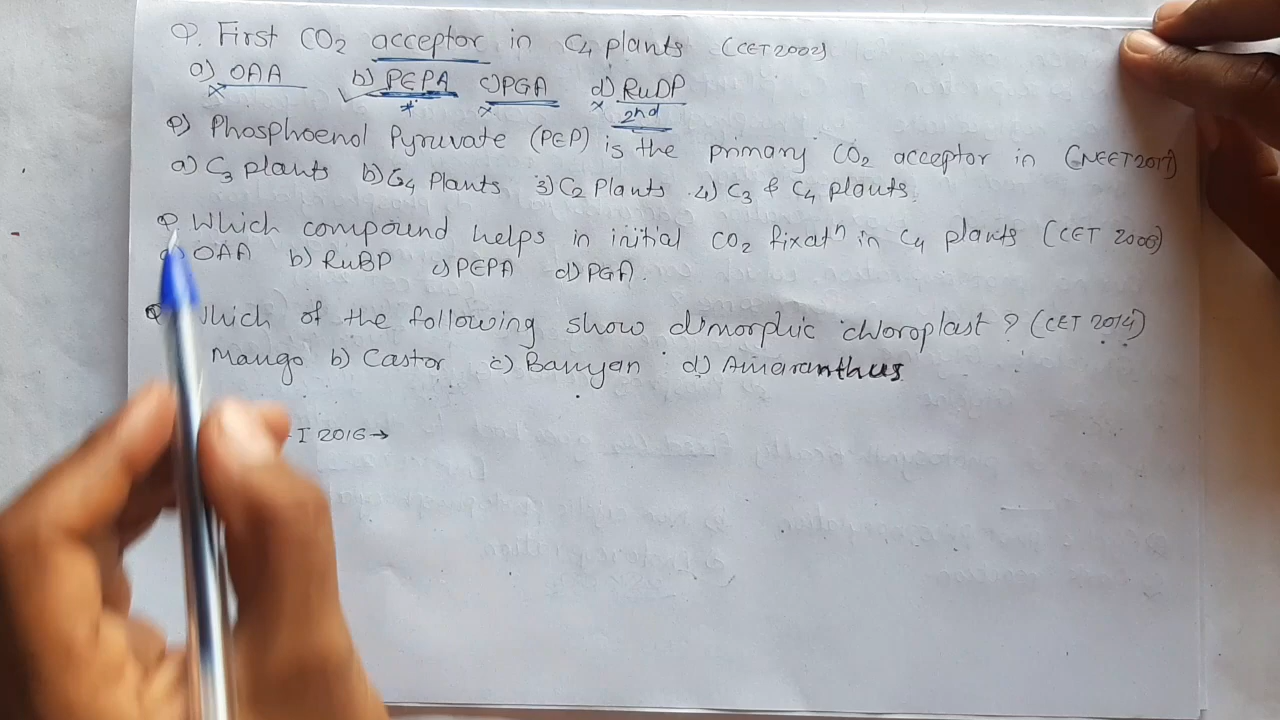 Q. First CO2 acceptor in C4 plants (CET 2002)
a) OAA b) PEPA c) PGA d) RuDP
2nd
Q) Phosphoenol Pyruvate (PEP) is the primary CO2 acceptor in (NEET 2017)
a) C3 plants b) C4 Plants 3) C2 Plants 4) C3 & C4 plants.
Q. Which compound helps in initial CO2 fixatn in C4 plants (CET 2006)
OAA b) RuBP c) PEPA d) PGA.
Q Which of the following show dimorphic chloroplast ? (CET 2014)
Mango b) Castor c) Banyan d) Amaranthus
-I 2016→